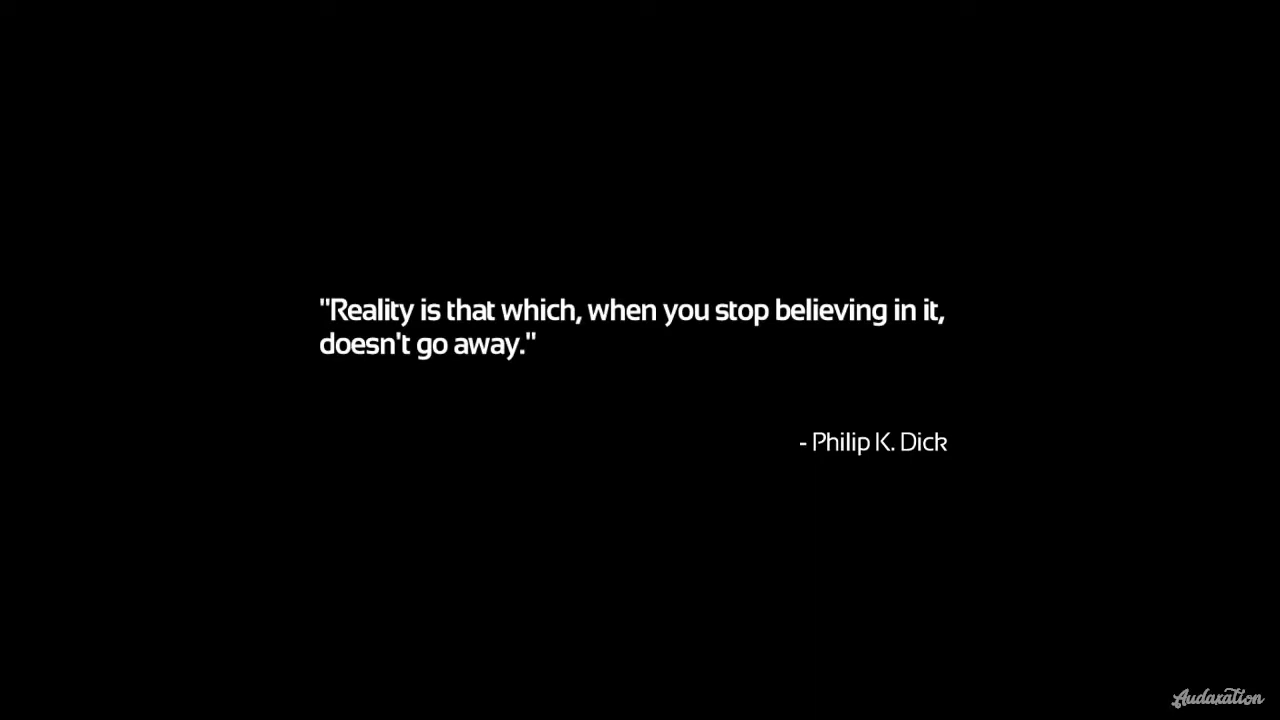 "Reality is that which, when you stop believing in it,
doesn't go away."
- Philip K. Dick
Audaxation